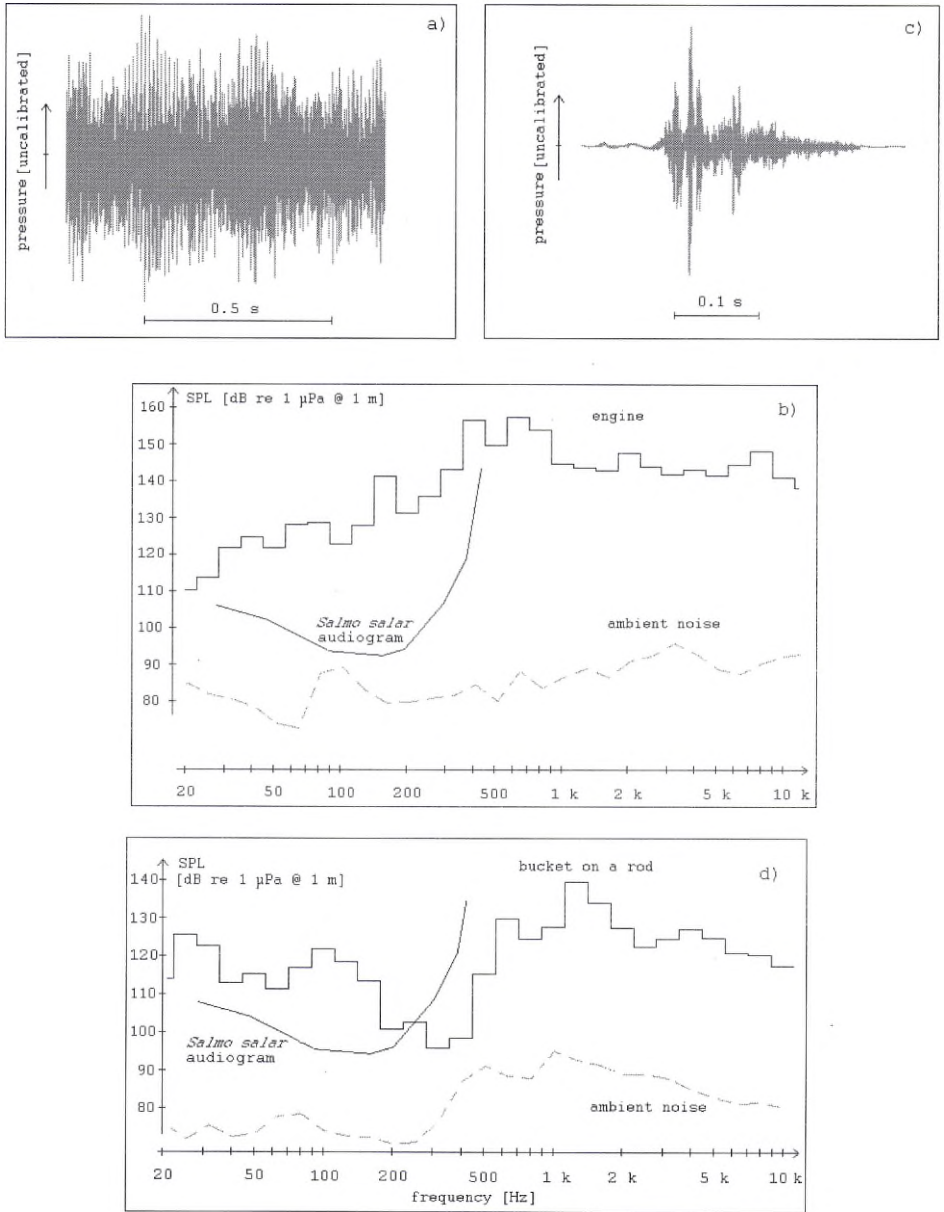 a)
pressure [uncalibrated]
0.5 s
c)
pressure [uncalibrated]
0.1 s
b)
SPL [dB re 1 µPa @ 1 m]
engine
160
150
140
130
120
110
100
90
80
Salmo salar
audiogram
ambient noise
20 50 100 200 500 1 k 2 k 5 k 10 k
d)
SPL
[dB re 1 µPa @ 1 m]
bucket on a rod
140
130
120
110
100
90
80
Salmo salar
audiogram
ambient noise
20 50 100 200 500 1 k 2 k 5 k 10 k
frequency [Hz]